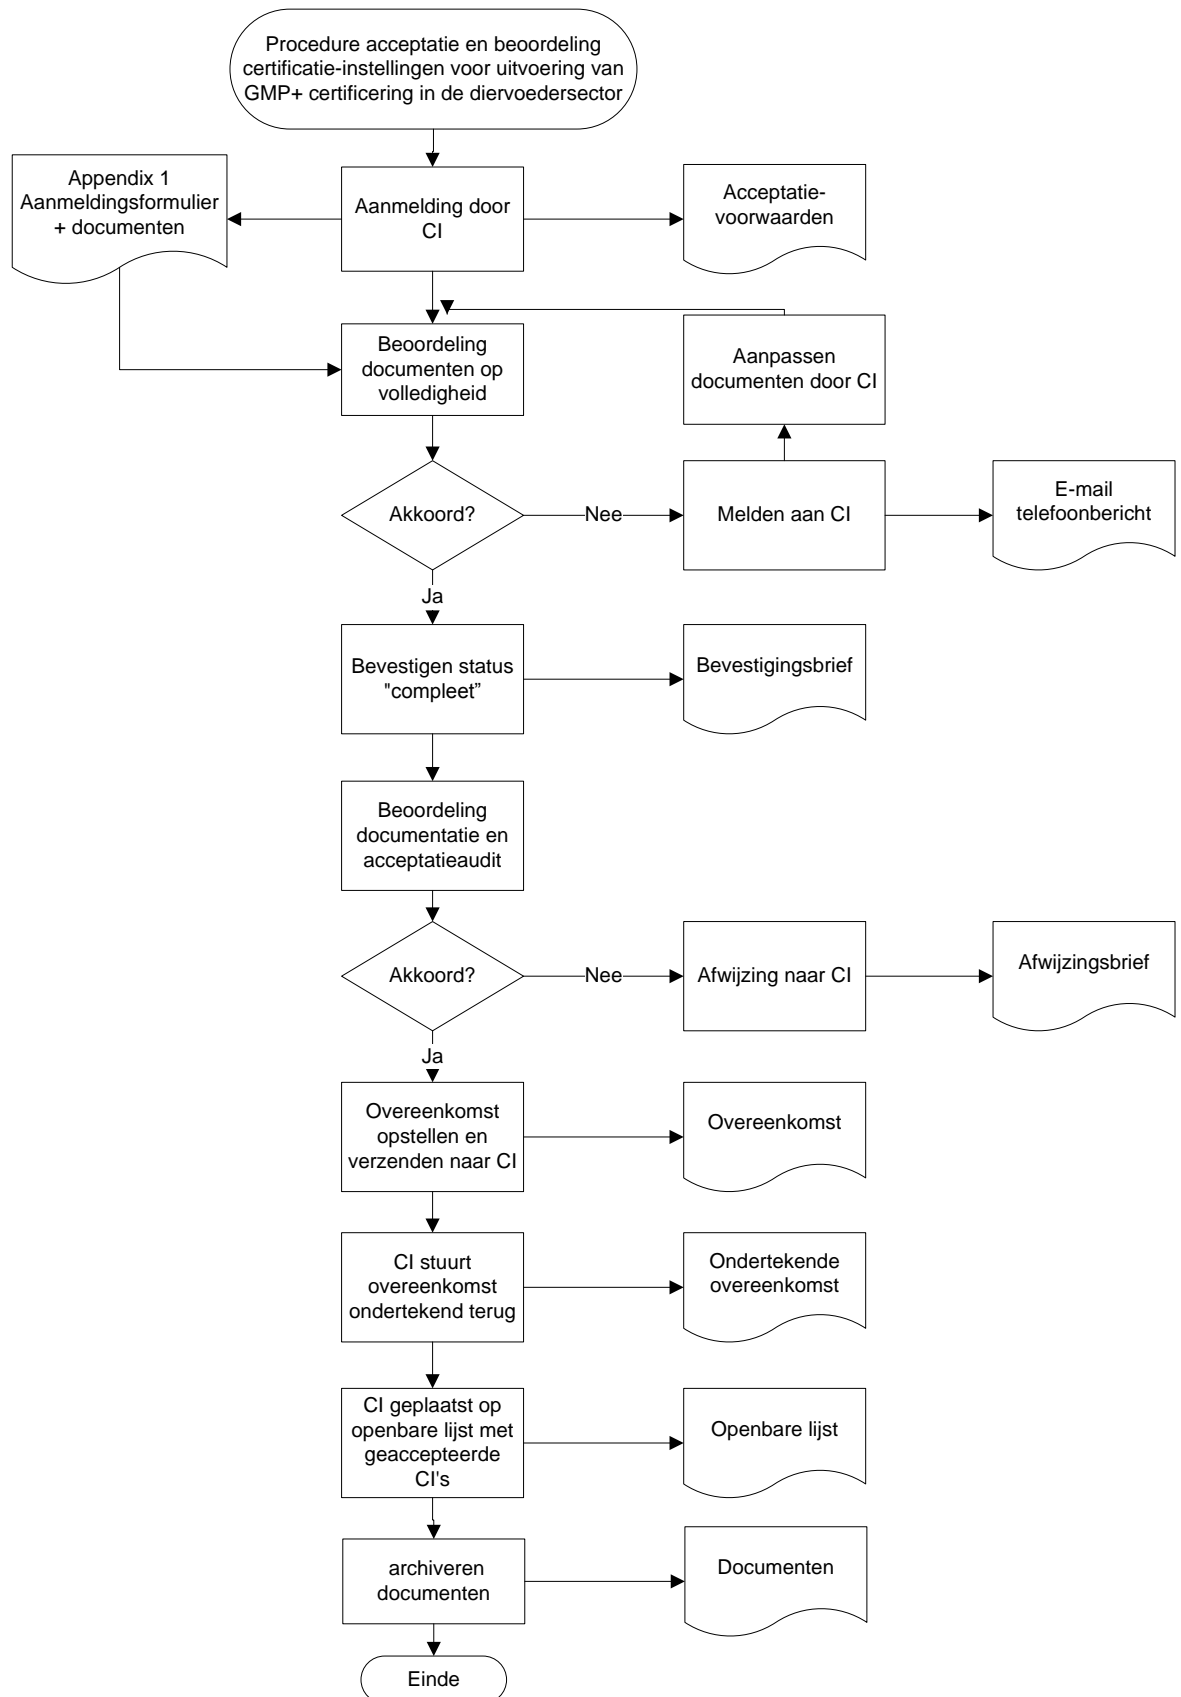 Procedure acceptatie en beoordeling
certificatie-instellingen voor uitvoering van
GMP+ certificering in de diervoedersector
Appendix 1
Aanmeldingsformulier
+ documenten
Aanmelding door
CI
Acceptatie-
voorwaarden
Beoordeling
documenten op
volledigheid
Aanpassen
documenten door CI
Akkoord?
Nee
Melden aan CI
E-mail
telefoonbericht
Ja
Bevestigen status
"compleet”
Bevestigingsbrief
Beoordeling
documentatie en
acceptatieaudit
Akkoord?
Nee
Afwijzing naar CI
Afwijzingsbrief
Ja
Overeenkomst
opstellen en
verzenden naar CI
Overeenkomst
CI stuurt
overeenkomst
ondertekend terug
Ondertekende
overeenkomst
CI geplaatst op
openbare lijst met
geaccepteerde
CI's
Openbare lijst
archiveren
documenten
Documenten
Einde